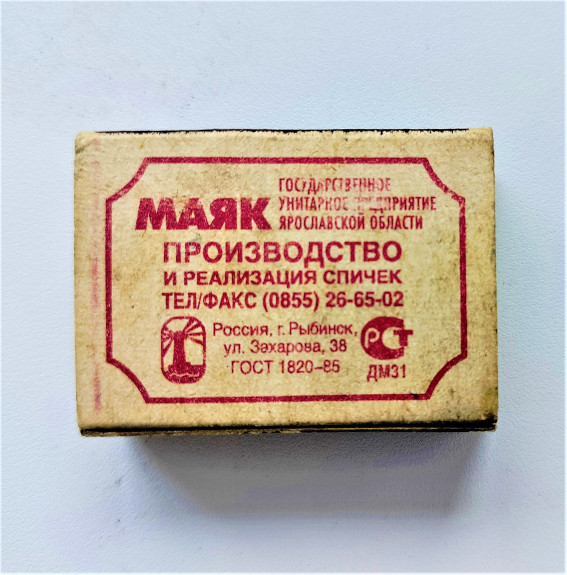 МАЯК
ГОСУДАРСТВЕННОЕ
УНИТАРНОЕ ПРЕДПРИЯТИЕ
ЯРОСЛАВСКОЙ ОБЛАСТИ
ПРОИЗВОДСТВО
И РЕАЛИЗАЦИЯ СПИЧЕК
ТЕЛ/ФАКС (0855) 26-65-02
Россия, г. Рыбинск,
ул. Захарова, 38
ГОСТ 1820–85
РСТ
ДМ31